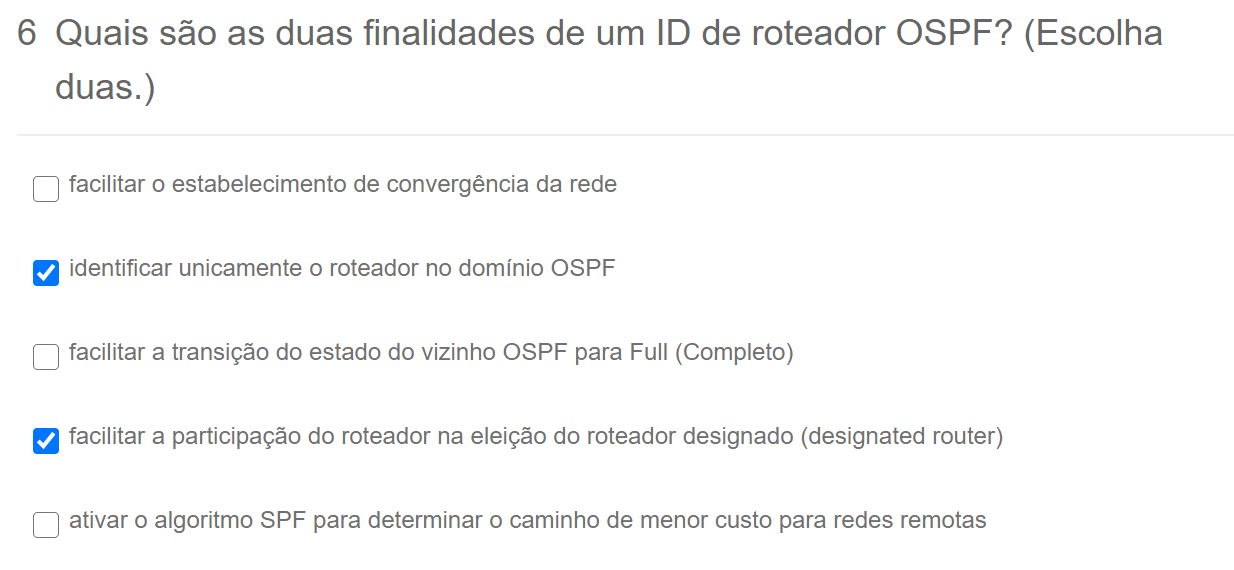 6 Quais são as duas finalidades de um ID de roteador OSPF? (Escolha
duas.)
facilitar o estabelecimento de convergência da rede
identificar unicamente o roteador no domínio OSPF
facilitar a transição do estado do vizinho OSPF para Full (Completo)
facilitar a participação do roteador na eleição do roteador designado (designated router)
ativar o algoritmo SPF para determinar o caminho de menor custo para redes remotas